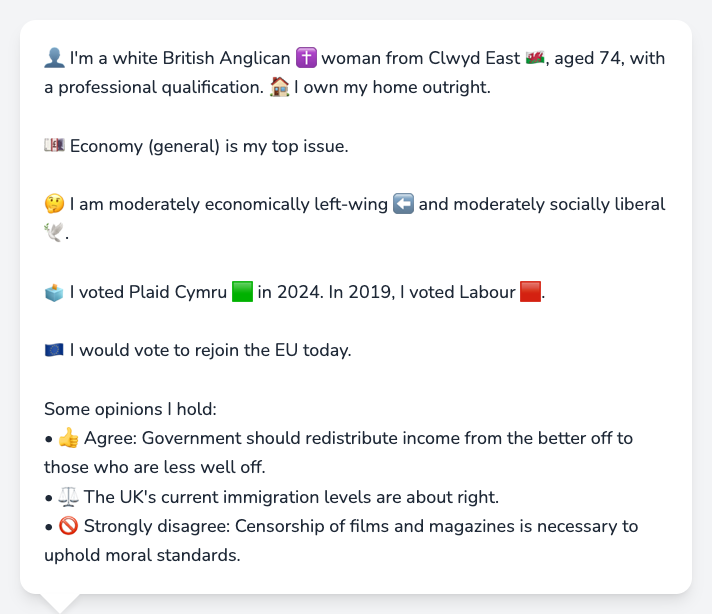 👤 I'm a white British Anglican ✝️ woman from Clwyd East 🏴󠁧󠁢󠁷󠁬󠁳󠁿, aged 74, with
a professional qualification. 🏠 I own my home outright.
💷 Economy (general) is my top issue.
🤔 I am moderately economically left-wing ⬅️ and moderately socially liberal
🕊️.
🗳️ I voted Plaid Cymru 🟩 in 2024. In 2019, I voted Labour 🟥.
🇪🇺 I would vote to rejoin the EU today.
Some opinions I hold:
• 👍 Agree: Government should redistribute income from the better off to
those who are less well off.
• ⚖️ The UK's current immigration levels are about right.
• 🚫 Strongly disagree: Censorship of films and magazines is necessary to
uphold moral standards.